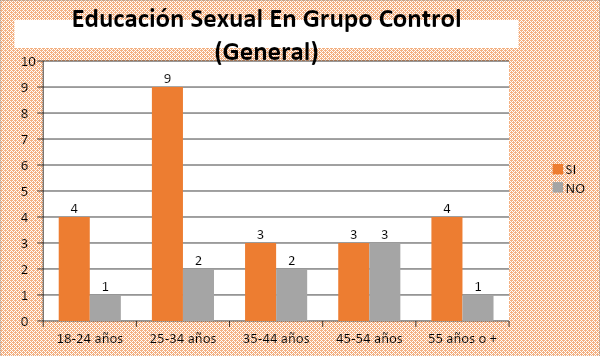 Educación Sexual En Grupo Control
(General)
10
9
8
7
6
5
4
3
2
1
0
4
1
9
2
3
2
3
3
4
1
18-24 años
25-34 años
35-44 años
45-54 años
55 años o +
SI
NO